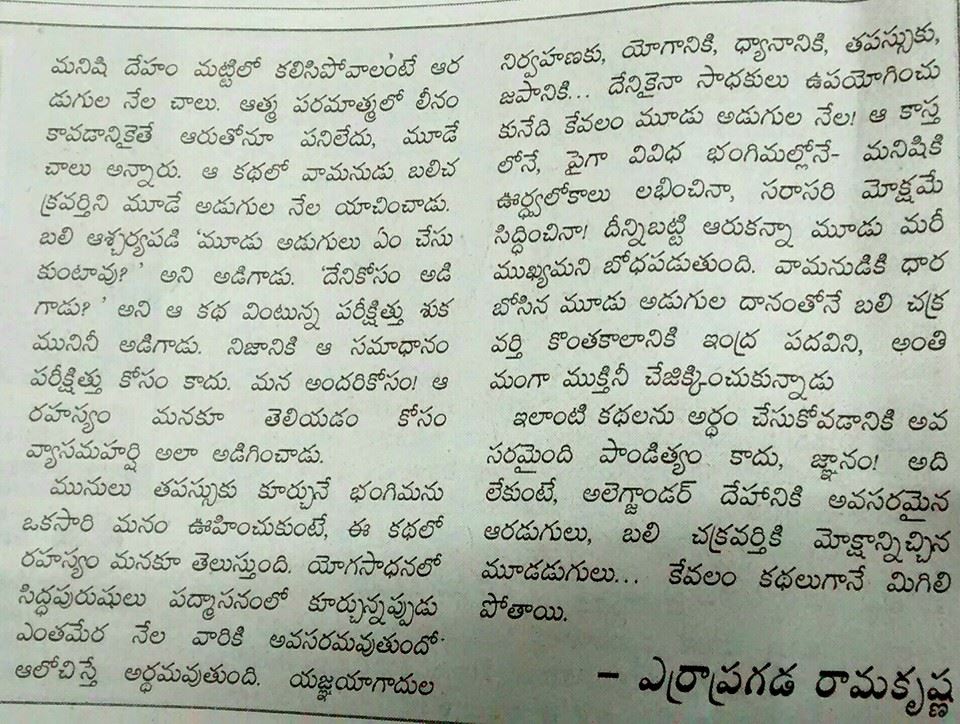 మనిషి దేహం మట్టిలో కలిసిపోవాలంటే ఆర
డుగుల నేల చాలు. ఆత్మ పరమాత్మలో లీనం
కావడానికైతే ఆరుతోనూ పనిలేదు, మూడే
చాలు అన్నారు. ఆ కథలో వామనుడు బలిచ
క్రవర్తిని మూడే అడుగుల నేల యాచించాడు.
బలి ఆశ్చర్యపడి ‘మూడు అడుగులు ఏం చేసు
కుంటావు?’ అని అడిగాడు. ‘దేనికోసం అడి
గాడు?’ అని ఆ కథ వింటున్న పరీక్షిత్తు శుక
మునినీ అడిగాడు. నిజానికి ఆ సమాధానం
పరీక్షిత్తు కోసం కాదు. మన అందరికోసం! ఆ
రహస్యం మనకూ తెలియడం కోసం
వ్యాసమహర్షి అలా అడిగించాడు.
మునులు తపస్సుకు కూర్చునే భంగిమను
ఒకసారి మనం ఊహించుకుంటే, ఈ కథలో
రహస్యం మనకూ తెలుస్తుంది. యోగసాధనలో
సిద్ధపురుషులు పద్మాసనంలో కూర్చున్నప్పుడు
ఎంతమేర నేల వారికి అవసరమవుతుందో
ఆలోచిస్తే అర్ధమవుతుంది. యజ్ఞయాగాదుల
నిర్వహణకు, యోగానికి, ధ్యానానికి, తపస్సుకు,
జపానికి... దేనికైనా సాధకులు ఉపయోగించు
కునేది కేవలం మూడు అడుగుల నేల! ఆ కాస్త
లోనే, పైగా వివిధ భంగిమల్లోనే- మనిషికి
ఊర్ధ్వలోకాలు లభించినా, సరాసరి మోక్షమే
సిద్ధించినా! దీన్నిబట్టి ఆరుకన్నా మూడు మరీ
ముఖ్యమని బోధపడుతుంది. వామనుడికి ధార
బోసిన మూడు అడుగుల దానంతోనే బలి చక్ర
వర్తి కొంతకాలానికి ఇంద్ర పదవిని, అంతి
మంగా ముక్తినీ చేజిక్కించుకున్నాడు
ఇలాంటి కథలను అర్ధం చేసుకోవడానికి అవ
సరమైంది పాండిత్యం కాదు, జ్ఞానం! అది
లేకుంటే, అలెగ్జాండర్ దేహానికి అవసరమైన
ఆరడుగులు, బలి చక్రవర్తికి మోక్షాన్నిచ్చిన
మూడడుగులు... కేవలం కథలుగానే మిగిలి
పోతాయి.
– ఎర్రాప్రగడ రామకృష్ణ